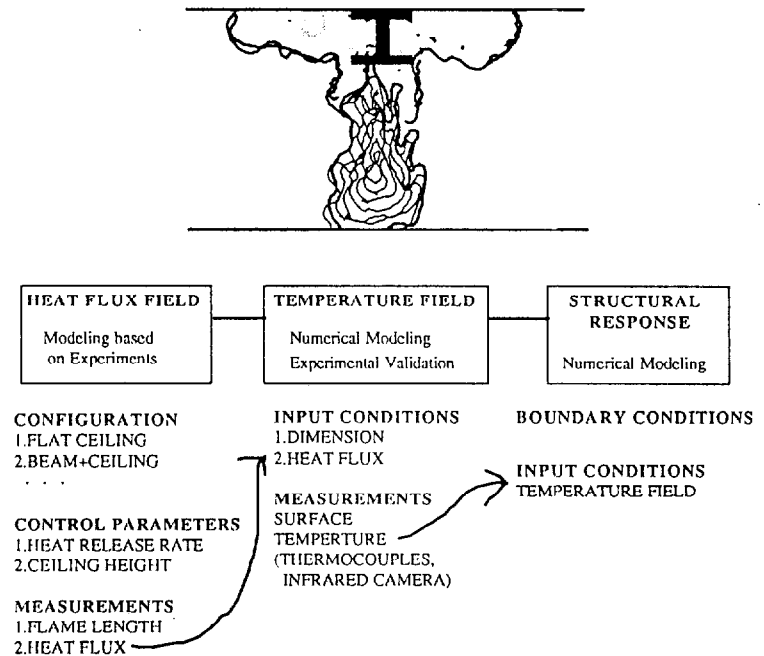 HEAT FLUX FIELD
Modeling based
on Experiments
TEMPERATURE FIELD
Numerical Modeling
Experimental Validation
STRUCTURAL
RESPONSE
Numerical Modeling
CONFIGURATION
1.FLAT CEILING
2.BEAM+CEILING
. . .
CONTROL PARAMETERS
1.HEAT RELEASE RATE
2.CEILING HEIGHT
MEASUREMENTS
1.FLAME LENGTH
2.HEAT FLUX
INPUT CONDITIONS
1.DIMENSION
2.HEAT FLUX
MEASUREMENTS
SURFACE
TEMPERTURE
(THERMOCOUPLES,
INFRARED CAMERA)
BOUNDARY CONDITIONS
INPUT CONDITIONS
TEMPERATURE FIELD